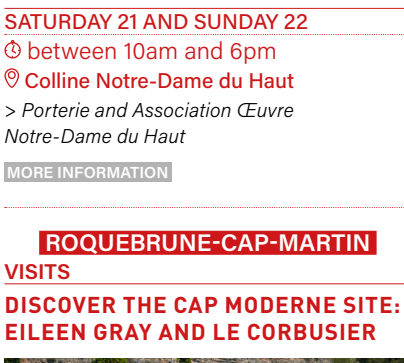 SATURDAY 21 AND SUNDAY 22
between 10am and 6pm
Colline Notre-Dame du Haut
> Porterie and Association Œuvre
Notre-Dame du Haut
MORE INFORMATION
ROQUEBRUNE-CAP-MARTIN
VISITS
DISCOVER THE CAP MODERNE SITE:
EILEEN GRAY AND LE CORBUSIER